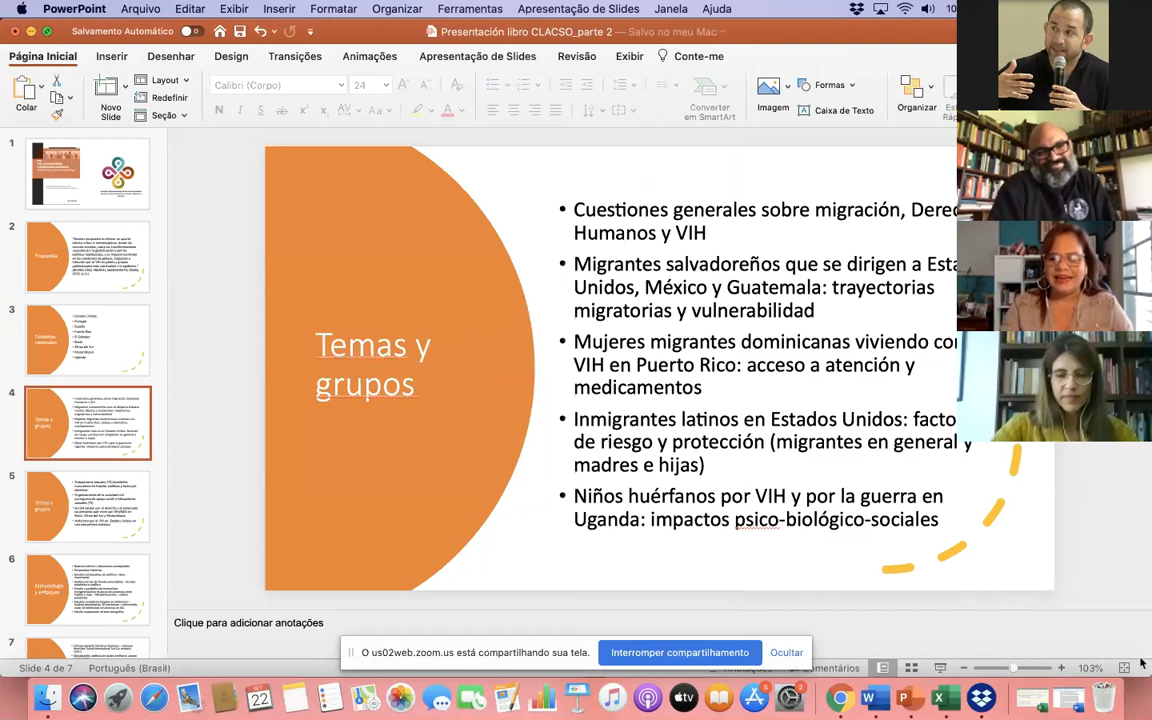 PowerPoint Arquivo Editar Exibir Inserir Formatar Organizar Ferramentas Apresentação de Slides Janela Ajuda
Salvamento Automático
Presentación libro CLACSO_parte 2 — Salvo no meu Mac
Página Inicial Inserir Desenhar Design Transições Animações Apresentação de Slides Revisão Exibir Conte-me
Colar
Novo Slide
Layout
Redefinir
Seção
Calibri (Corpo) 24
Converter em SmartArt
Imagem
Formas
Caixa de Texto
Organizar
1
2
3
4
5
6
7
Temas y
grupos
• Cuestiones generales sobre migración, Dere
Humanos y VIH
• Migrantes salvadoreños que se dirigen a Esta
Unidos, México y Guatemala: trayectorias
migratorias y vulnerabilidad
• Mujeres migrantes dominicanas viviendo co
VIH en Puerto Rico: acceso a atención y
medicamentos
• Inmigrantes latinos en Estados Unidos: facto
de riesgo y protección (migrantes en general y
madres e hijas)
• Niños huérfanos por VIH y por la guerra en
Uganda: impactos psico-biológico-sociales
Clique para adicionar anotações
O us02web.zoom.us está compartilhando sua tela. Interromper compartilhamento Ocultar
Slide 4 de 7 Português (Brasil) 103%